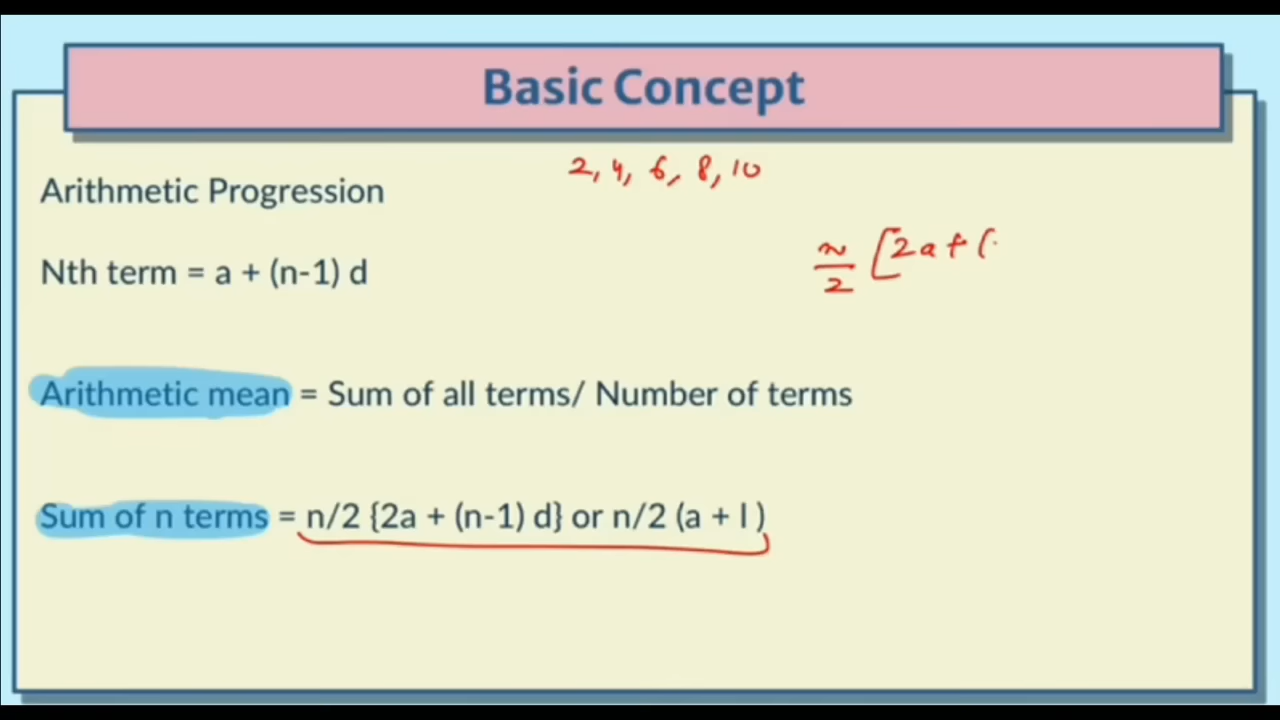 Basic Concept
2, 4, 6, 8, 10
Arithmetic Progression
n/2 [2a + (
Nth term = a + (n-1) d
Arithmetic mean = Sum of all terms/ Number of terms
Sum of n terms = n/2 {2a + (n-1) d} or n/2 (a + l )